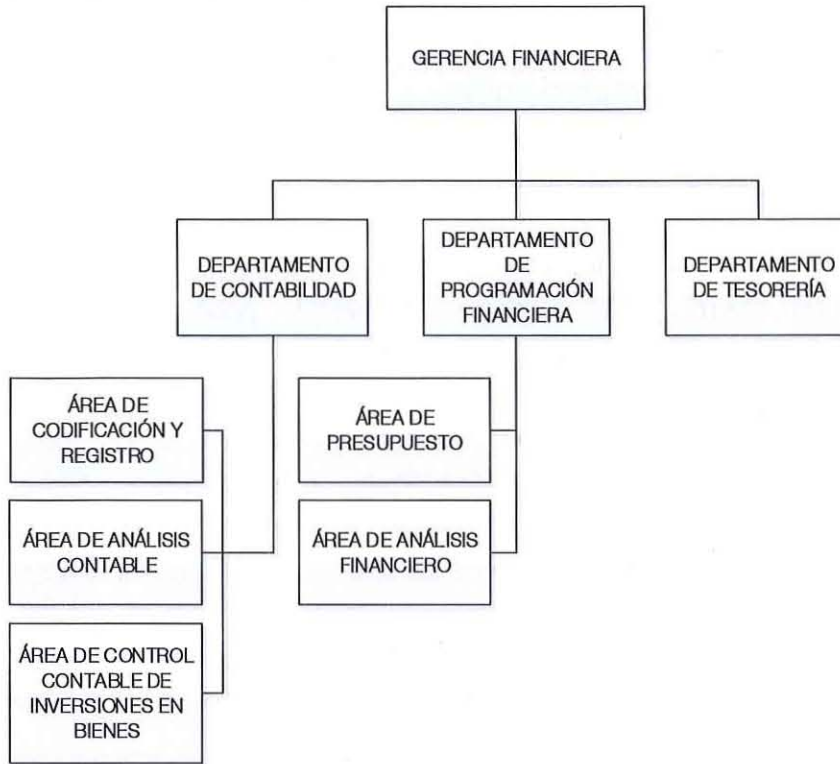 GERENCIA FINANCIERA
DEPARTAMENTO
DE CONTABILIDAD
DEPARTAMENTO
DE
PROGRAMACIÓN
FINANCIERA
DEPARTAMENTO
DE TESORERÍA
ÁREA DE
CODIFICACIÓN Y
REGISTRO
ÁREA DE
PRESUPUESTO
ÁREA DE ANÁLISIS
CONTABLE
ÁREA DE ANÁLISIS
FINANCIERO
ÁREA DE CONTROL
CONTABLE DE
INVERSIONES EN
BIENES